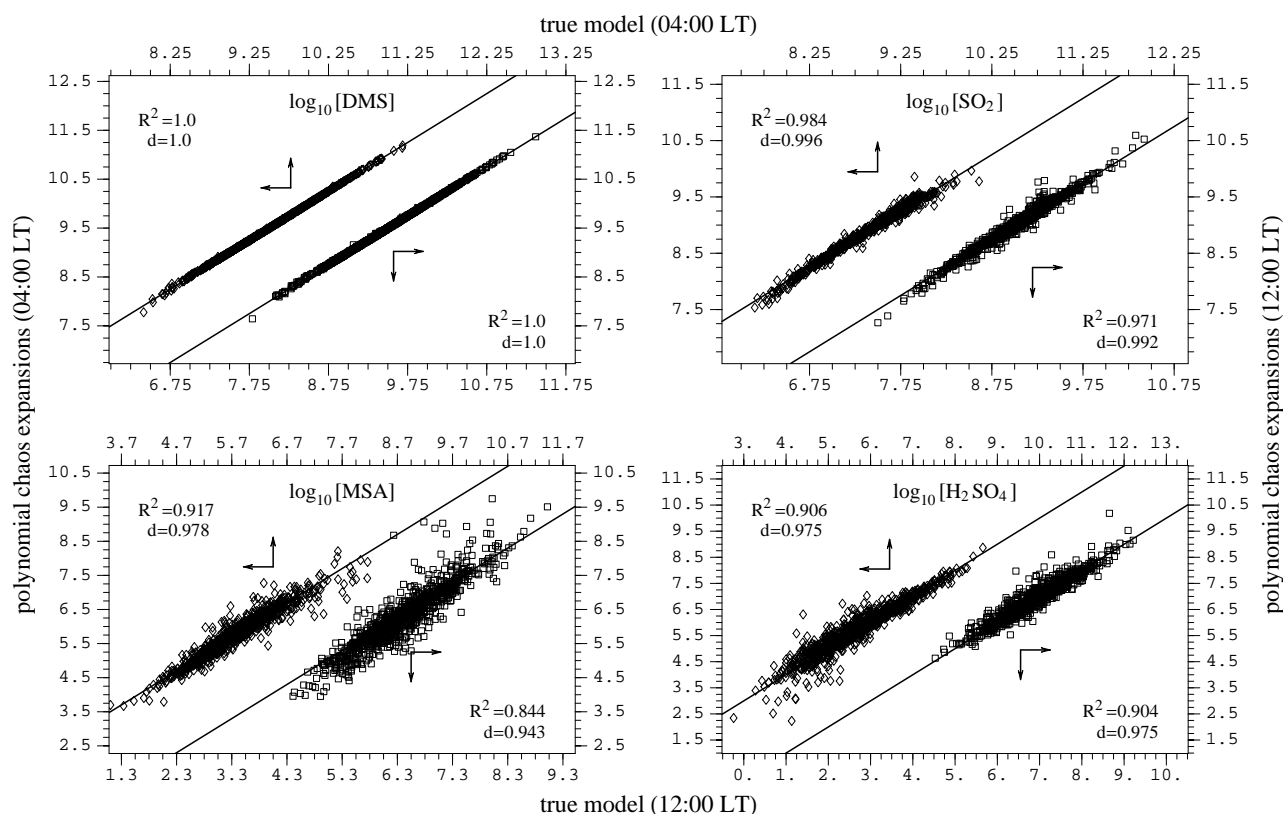 true model (04:00 LT)
8.25 9.25 10.25 11.25 12.25 13.25
8.25 9.25 10.25 11.25 12.25
polynomial chaos expansions (04:00 LT)
12.5
11.5
10.5
9.5
8.5
7.5
log10[DMS]
R2=1.0
d=1.0
R2=1.0
d=1.0
11.5
10.5
9.5
8.5
7.5
6.75 7.75 8.75 9.75 10.75 11.75
11.5
10.5
9.5
8.5
7.5
log10[SO2]
R2=0.984
d=0.996
R2=0.971
d=0.992
11.5
10.5
9.5
8.5
7.5
6.75 7.75 8.75 9.75 10.75
polynomial chaos expansions (12:00 LT)
3.7 4.7 5.7 6.7 7.7 8.7 9.7 10.7 11.7
10.5
9.5
8.5
7.5
6.5
5.5
4.5
3.5
2.5
log10[MSA]
R2=0.917
d=0.978
R2=0.844
d=0.943
10.5
9.5
8.5
7.5
6.5
5.5
4.5
3.5
2.5
1.3 2.3 3.3 4.3 5.3 6.3 7.3 8.3 9.3
3. 4. 5. 6. 7. 8. 9. 10. 11. 12. 13.
11.5
10.5
9.5
8.5
7.5
6.5
5.5
4.5
3.5
2.5
1.5
log10[H2SO4]
R2=0.906
d=0.975
R2=0.904
d=0.975
11.5
10.5
9.5
8.5
7.5
6.5
5.5
4.5
3.5
2.5
1.5
0. 1. 2. 3. 4. 5. 6. 7. 8. 9. 10.
true model (12:00 LT)